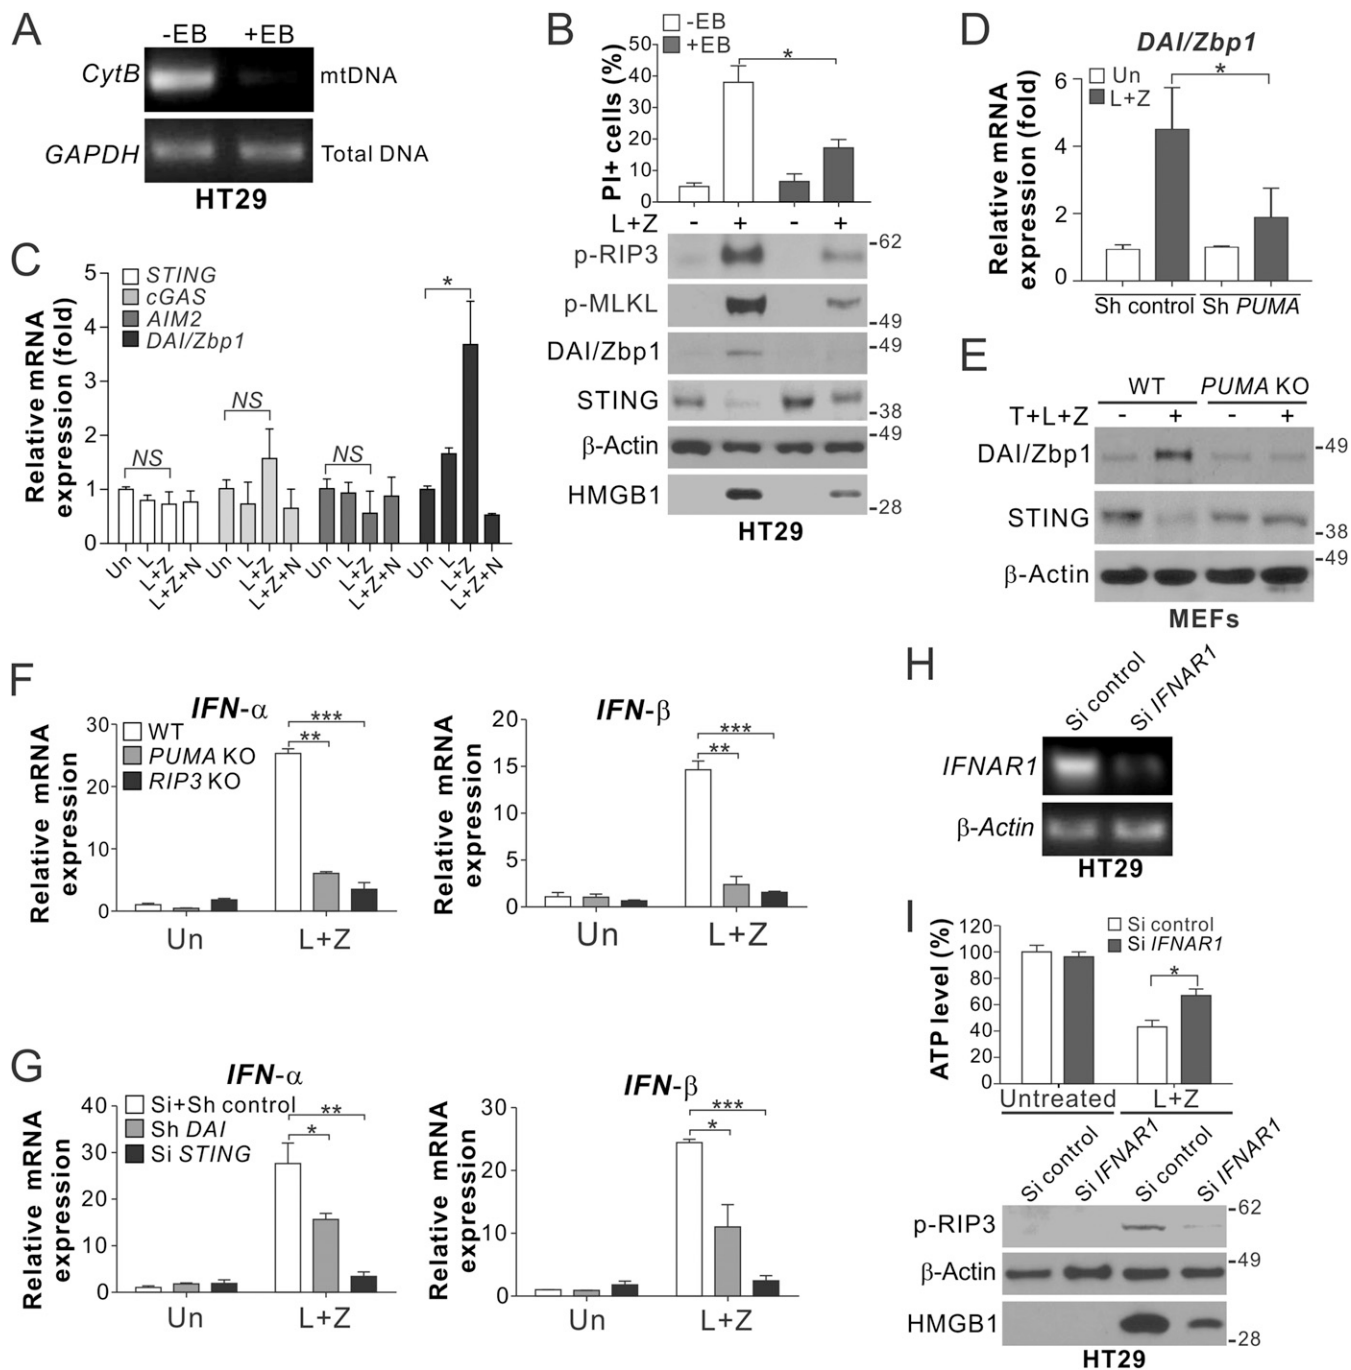 A
-EB +EB
CytB mtDNA
GAPDH Total DNA
HT29
B
-EB
+EB
PI+ cells (%)
50
40
30
20
10
0
*
L+Z - + - +
p-RIP3 -62
p-MLKL -49
DAI/Zbp1 -49
STING -38
β-Actin -49
HMGB1 -28
HT29
C
Relative mRNA
expression (fold)
5
4
3
2
1
0
STING
cGAS
AIM2
DAI/Zbp1
NS NS NS *
Un L L+Z L+Z+N Un L L+Z L+Z+N Un L L+Z L+Z+N Un L L+Z L+Z+N
D
DAI/Zbp1
Un
L+Z
Relative mRNA
expression (fold)
6
4
2
0
*
Sh control Sh PUMA
E
WT PUMA KO
T+L+Z - + - +
DAI/Zbp1 -49
STING -38
β-Actin -49
MEFs
F
IFN-α
WT
PUMA KO
RIP3 KO
Relative mRNA
expression
30
20
10
0
***
**
Un L+Z
IFN-β
Relative mRNA
expression
20
15
10
5
0
***
**
Un L+Z
G
IFN-α
Si+Sh control
Sh DAI
Si STING
Relative mRNA
expression
40
30
20
10
0
**
*
Un L+Z
IFN-β
Relative mRNA
expression
30
20
10
0
***
*
Un L+Z
H
Si control Si IFNAR1
IFNAR1
β-Actin
HT29
I
Si control
Si IFNAR1
ATP level (%)
120
100
80
60
40
20
0
*
Untreated L+Z
Si control Si IFNAR1 Si control Si IFNAR1
p-RIP3 -62
β-Actin -49
HMGB1 -28
HT29